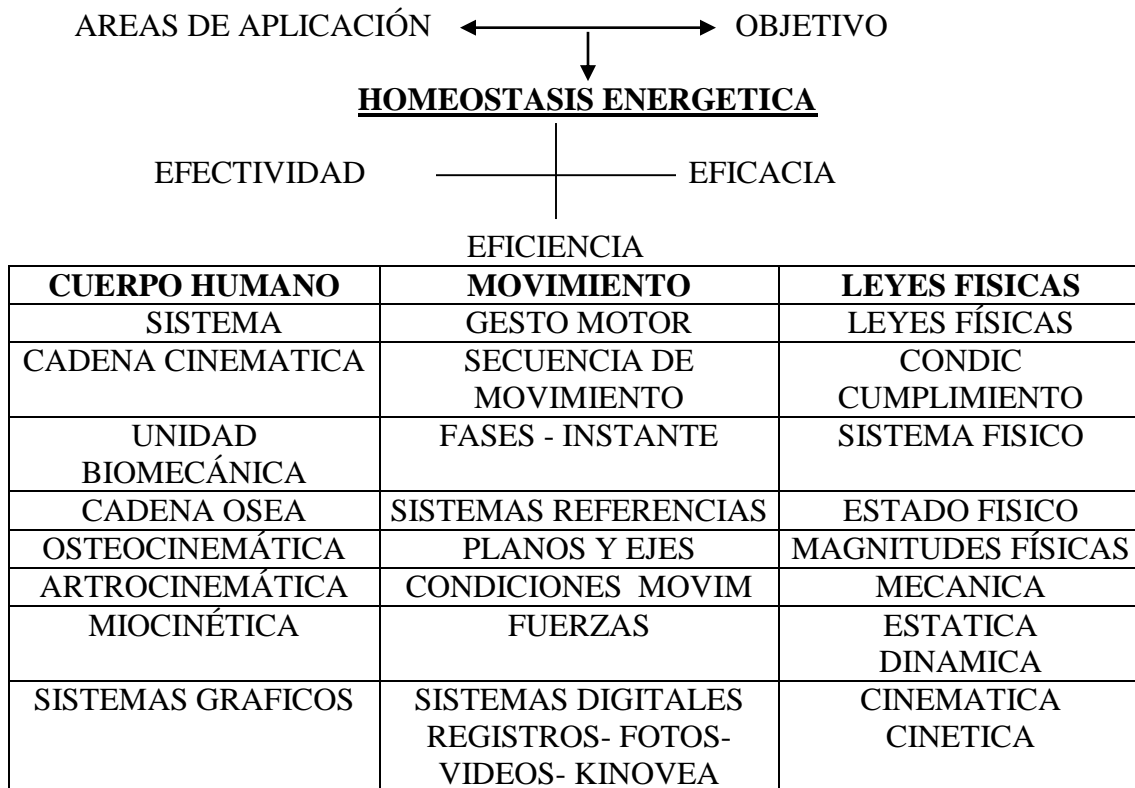 AREAS DE APLICACIÓN OBJETIVO
HOMEOSTASIS ENERGETICA
EFECTIVIDAD EFICACIA
EFICIENCIA
CUERPO HUMANO MOVIMIENTO LEYES FISICAS
SISTEMA GESTO MOTOR LEYES FÍSICAS
CADENA CINEMATICA SECUENCIA DE CONDIC
MOVIMIENTO CUMPLIMIENTO
UNIDAD FASES - INSTANTE SISTEMA FISICO
BIOMECÁNICA
CADENA OSEA SISTEMAS REFERENCIAS ESTADO FISICO
OSTEOCINEMÁTICA PLANOS Y EJES MAGNITUDES FÍSICAS
ARTROCINEMÁTICA CONDICIONES MOVIM MECANICA
MIOCINÉTICA FUERZAS ESTATICA
DINAMICA
SISTEMAS GRAFICOS SISTEMAS DIGITALES CINEMATICA
REGISTROS- FOTOS- CINETICA
VIDEOS- KINOVEA